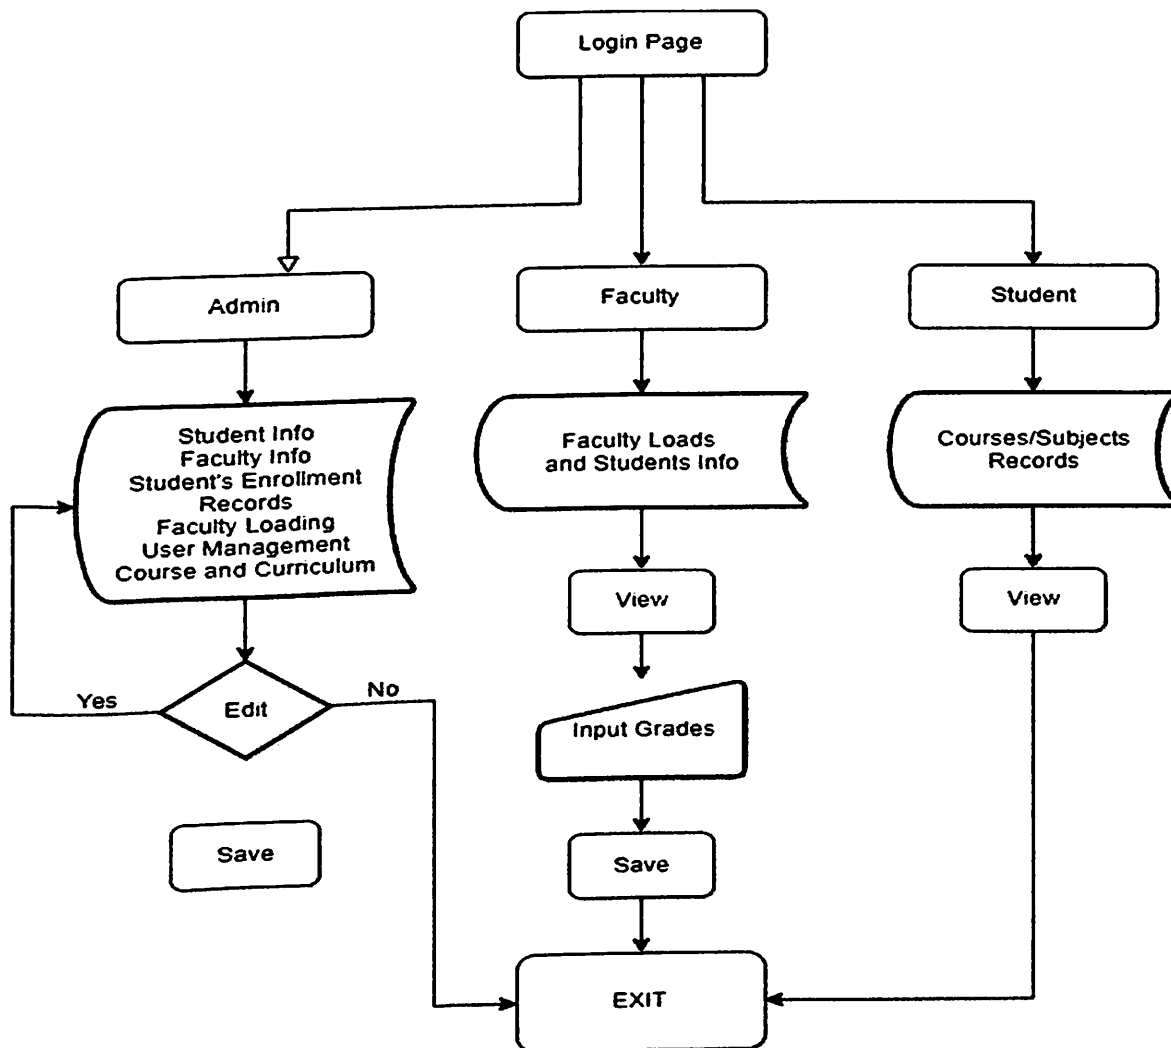 Login Page
Admin
Faculty
Student
Student Info
Faculty Info
Student's Enrollment
Records
Faculty Loading
User Management
Course and Curriculum
Faculty Loads
and Students Info
Courses/Subjects
Records
View
View
Yes
Edit
No
Input Grades
Save
Save
EXIT